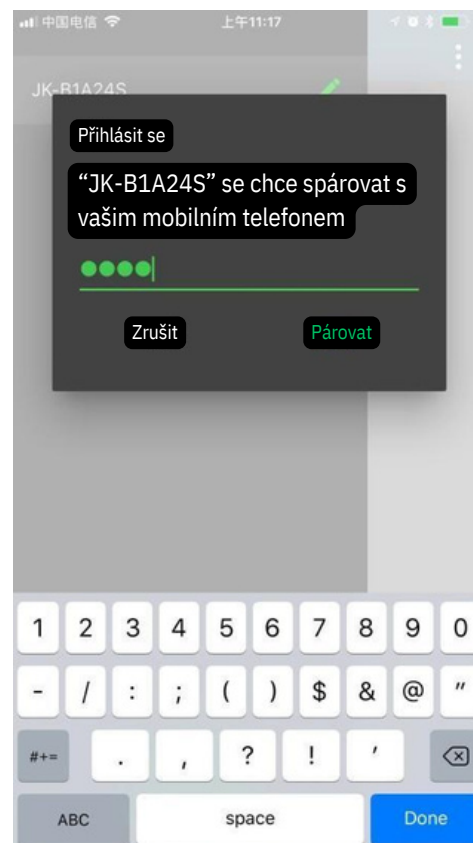 中国电信 上午11:17
JK-B1A24S
Přihlásit se
“JK-B1A24S” se chce spárovat s
vašim mobilním telefonem
Zrušit Párovat
1 2 3 4 5 6 7 8 9 0
- / : ; ( ) $ & @ "
#+= . , ? ! '
ABC space Done